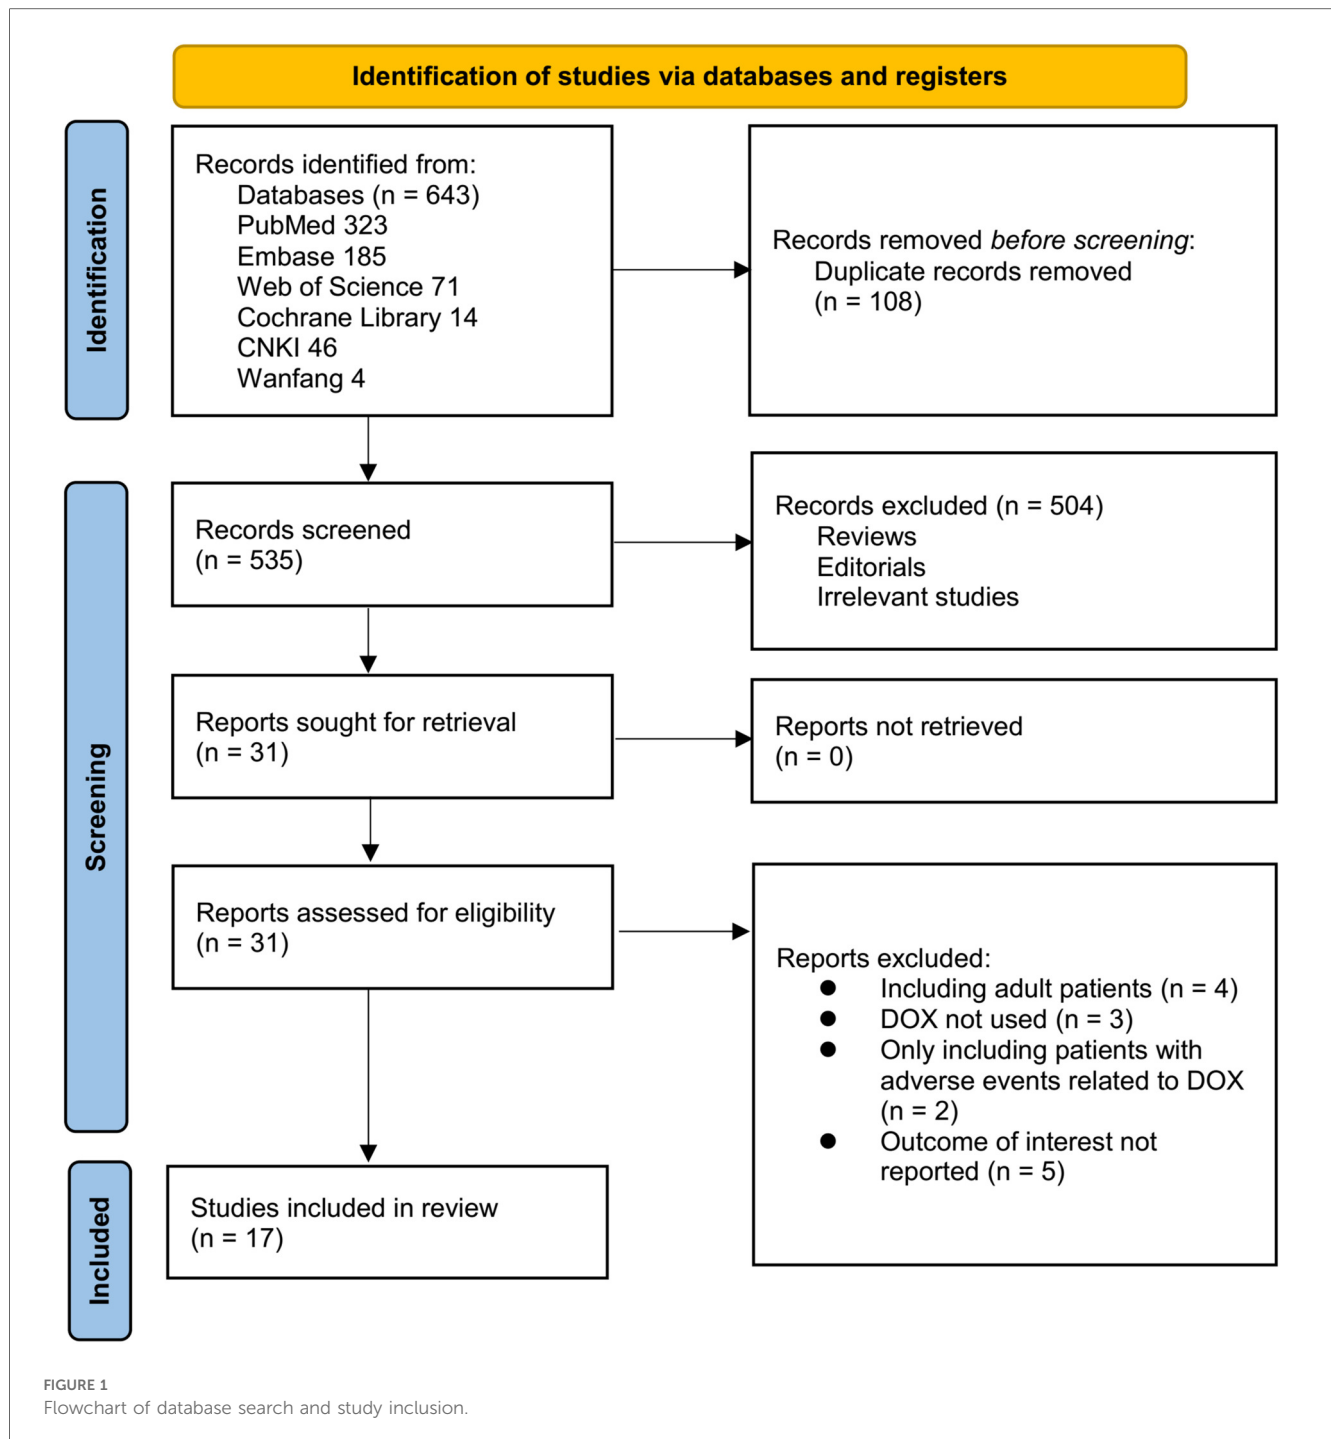 Identification of studies via databases and registers
Identification
Records identified from:
Databases (n = 643)
PubMed 323
Embase 185
Web of Science 71
Cochrane Library 14
CNKI 46
Wanfang 4
Records removed before screening:
Duplicate records removed
(n = 108)
Screening
Records screened
(n = 535)
Records excluded (n = 504)
Reviews
Editorials
Irrelevant studies
Reports sought for retrieval
(n = 31)
Reports not retrieved
(n = 0)
Reports assessed for eligibility
(n = 31)
Reports excluded:
● Including adult patients (n = 4)
● DOX not used (n = 3)
● Only including patients with
adverse events related to DOX
(n = 2)
● Outcome of interest not
reported (n = 5)
Included
Studies included in review
(n = 17)
FIGURE 1
Flowchart of database search and study inclusion.